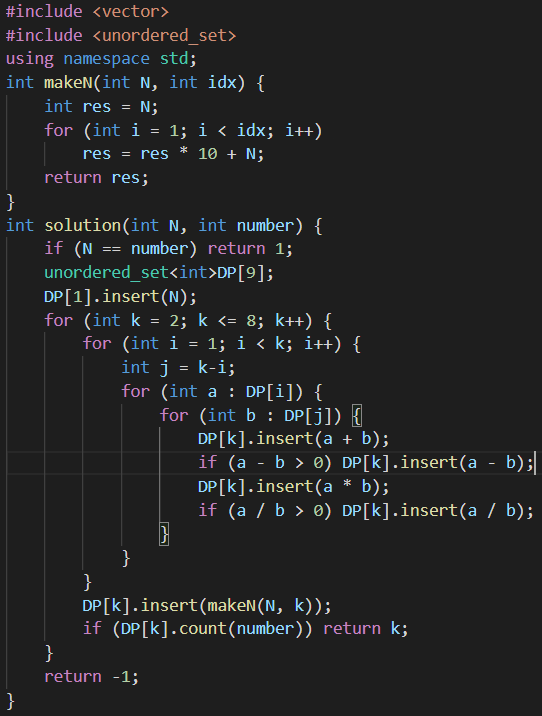 #include <vector>
#include <unordered_set>
using namespace std;
int makeN(int N, int idx) {
    int res = N;
    for (int i = 1; i < idx; i++)
        res = res * 10 + N;
    return res;
}
int solution(int N, int number) {
    if (N == number) return 1;
    unordered_set<int>DP[9];
    DP[1].insert(N);
    for (int k = 2; k <= 8; k++) {
        for (int i = 1; i < k; i++) {
            int j = k-i;
            for (int a : DP[i]) {
                for (int b : DP[j]) {
                    DP[k].insert(a + b);
                    if (a - b > 0) DP[k].insert(a - b);
                    DP[k].insert(a * b);
                    if (a / b > 0) DP[k].insert(a / b);
                }
            }
        }
        DP[k].insert(makeN(N, k));
        if (DP[k].count(number)) return k;
    }
    return -1;
}